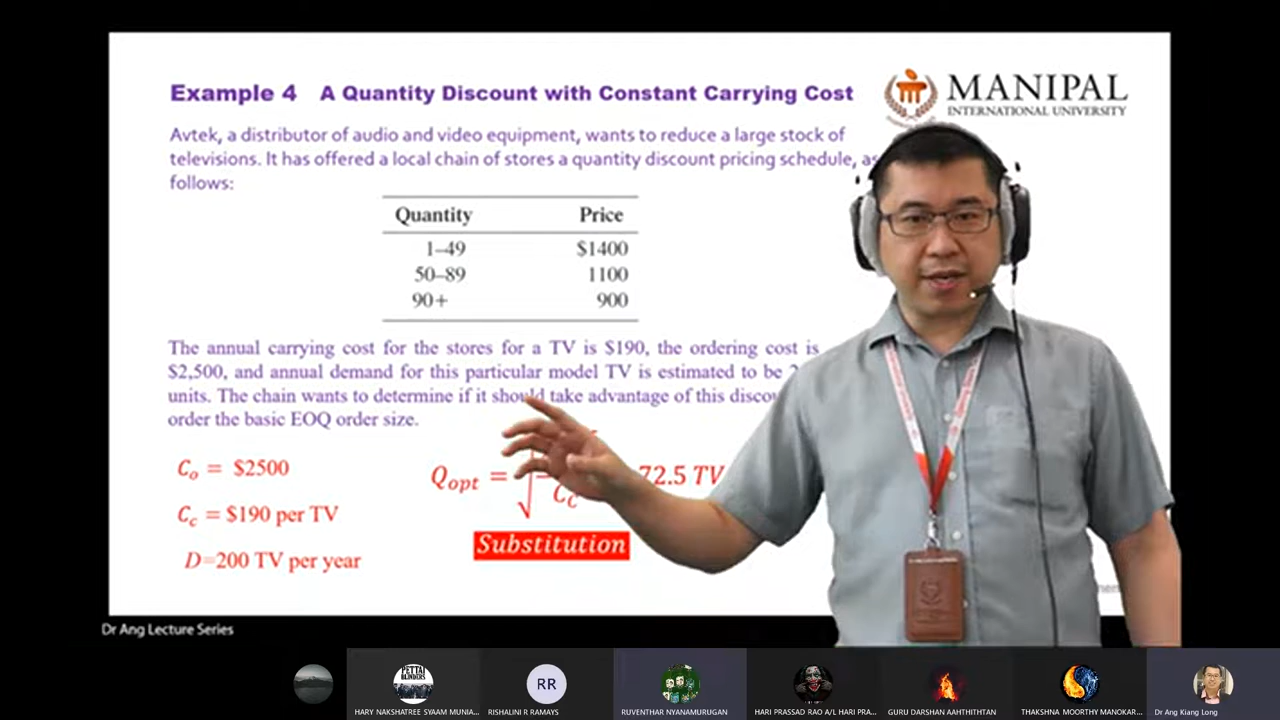 Example 4 A Quantity Discount with Constant Carrying Cost
MANIPAL
INTERNATIONAL UNIVERSITY
Avtek, a distributor of audio and video equipment, wants to reduce a large stock of
televisions. It has offered a local chain of stores a quantity discount pricing schedule, as
follows:
Quantity Price
1–49 $1400
50–89 1100
90+ 900
The annual carrying cost for the stores for a TV is $190, the ordering cost is
$2,500, and annual demand for this particular model TV is estimated to be
units. The chain wants to determine if it should take advantage of this
order the basic EOQ order size.
Co = $2500
Cc = $190 per TV
D=200 TV per year
Qopt = √ Cc 72.5 TV
Substitution
Dr Ang Lecture Series
PETTAI
BLINDERS
RR
HARY NAKSHATREE SYAAM MUNIA...
RISHALINI R RAMAYS
RUVENTHAR NYANAMURUGAN
HARI PRASSAD RAO A/L HARI PRA...
GURU DARSHAN AAHTHITHTAN
THAKSHNA MOORTHY MANOKAR...
Dr Ang Kiang Long